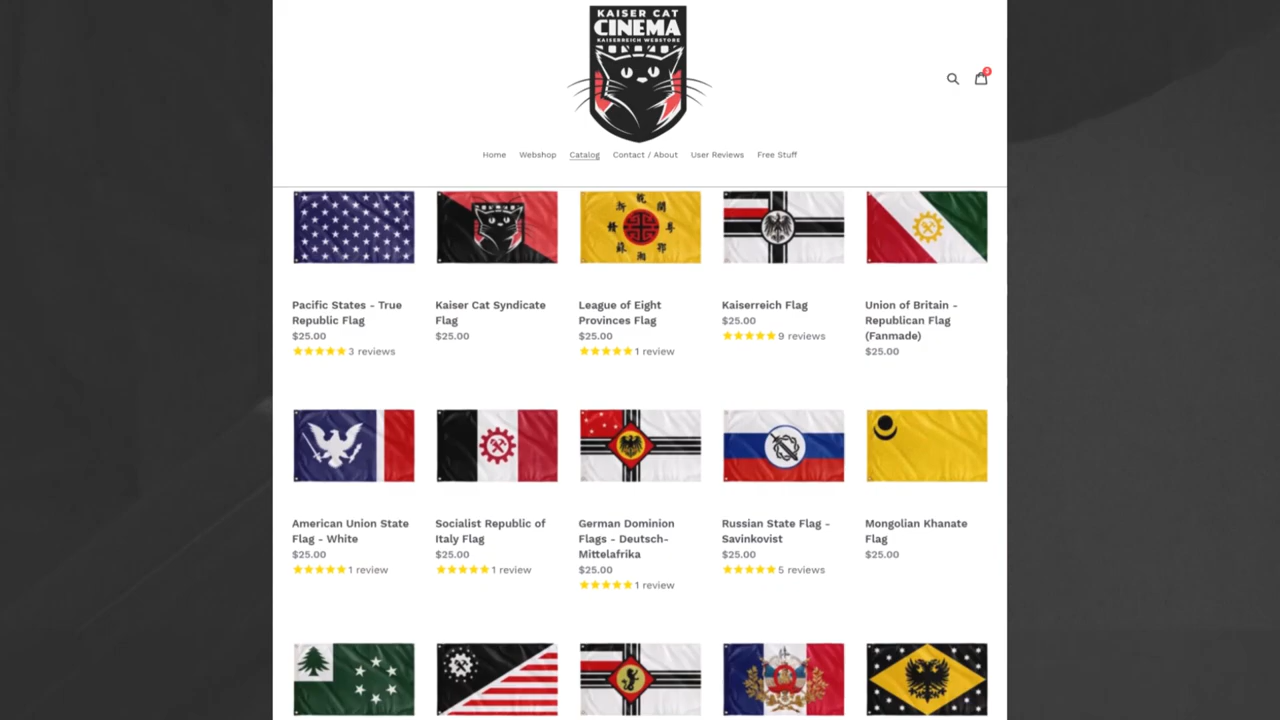 KAISER CAT
CINEMA
KAISERREICH WEBSTORE
3
Home Webshop Catalog Contact / About User Reviews Free Stuff
Pacific States - True
Republic Flag
$25.00
3 reviews
Kaiser Cat Syndicate
Flag
$25.00
League of Eight
Provinces Flag
$25.00
1 review
Kaiserreich Flag
$25.00
9 reviews
Union of Britain -
Republican Flag
(Fanmade)
$25.00
American Union State
Flag - White
$25.00
1 review
Socialist Republic of
Italy Flag
$25.00
1 review
German Dominion
Flags - Deutsch-
Mittelafrika
$25.00
1 review
Russian State Flag -
Savinkovist
$25.00
5 reviews
Mongolian Khanate
Flag
$25.00